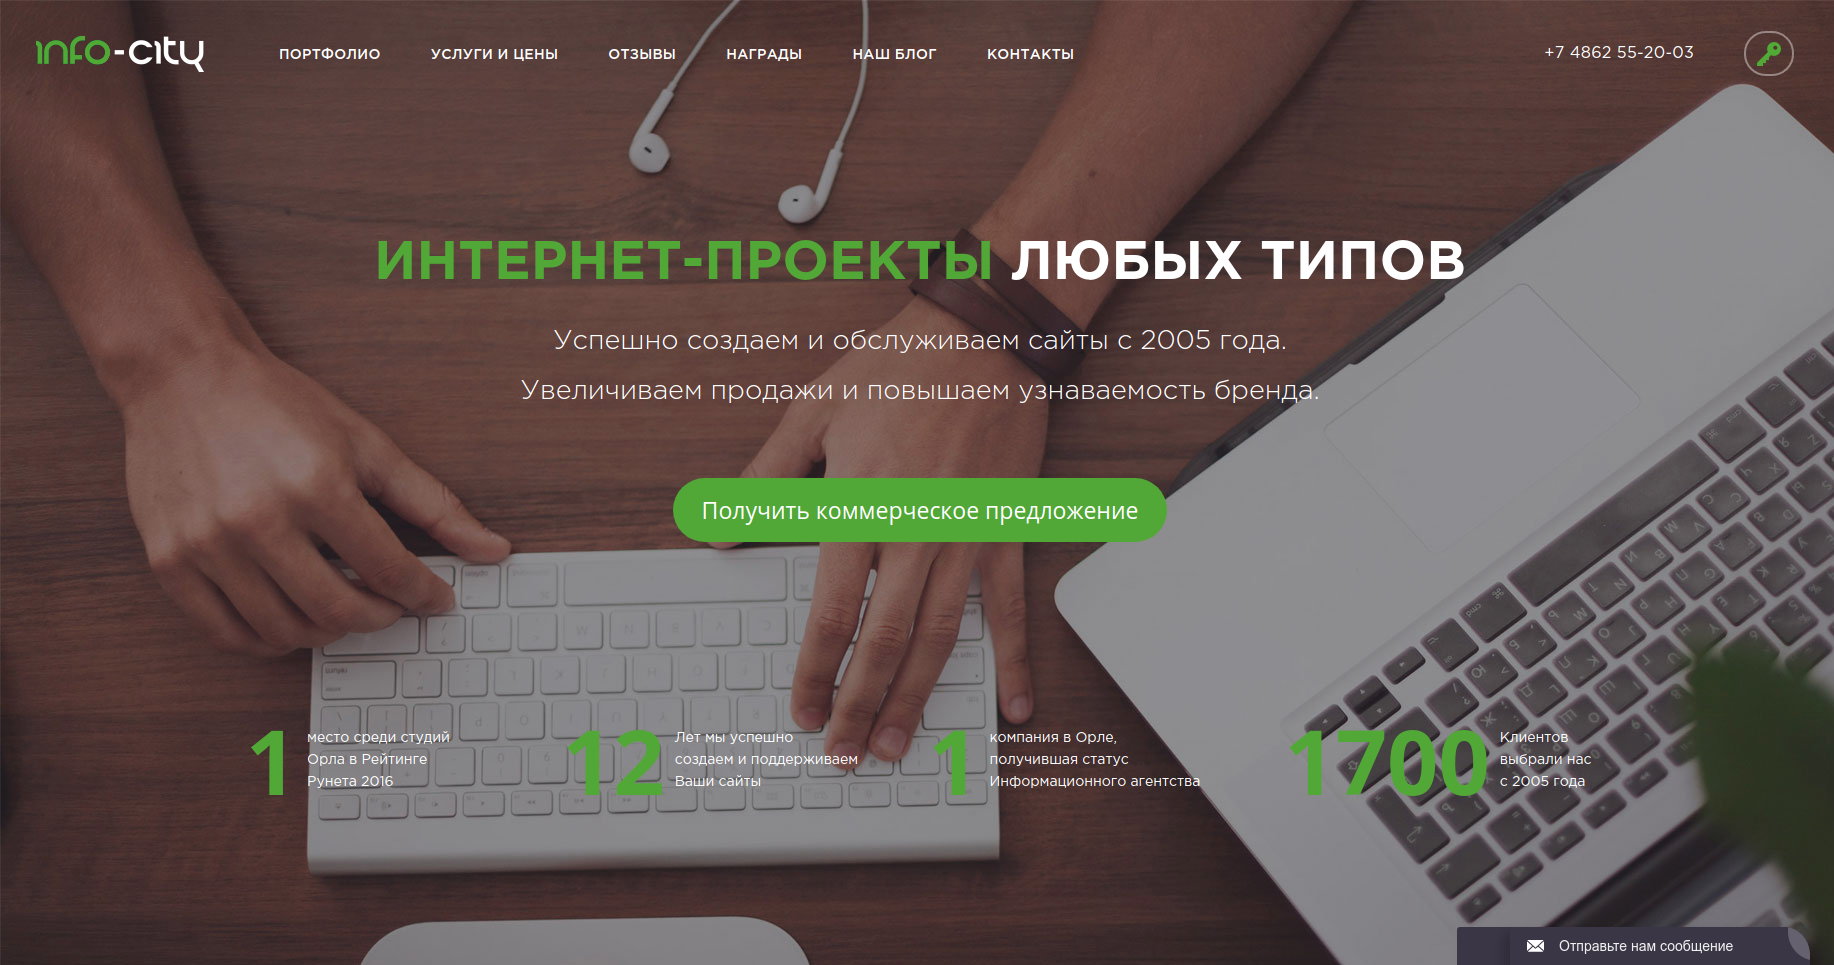 info-city
ПОРТФОЛИО
УСЛУГИ И ЦЕНЫ
ОТЗЫВЫ
НАГРАДЫ
НАШ БЛОГ
КОНТАКТЫ
+7 4862 55-20-03
ИНТЕРНЕТ-ПРОЕКТЫ ЛЮБЫХ ТИПОВ
Успешно создаем и обслуживаем сайты с 2005 года.
Увеличиваем продажи и повышаем узнаваемость бренда.
Получить коммерческое предложение
1
место среди студий
Орла в Рейтинге
Рунета 2016
12
Лет мы успешно
создаем и поддерживаем
Ваши сайты
1
компания в Орле,
получившая статус
Информационного агентства
1700
Клиентов
выбрали нас
с 2005 года
Отправьте нам сообщение